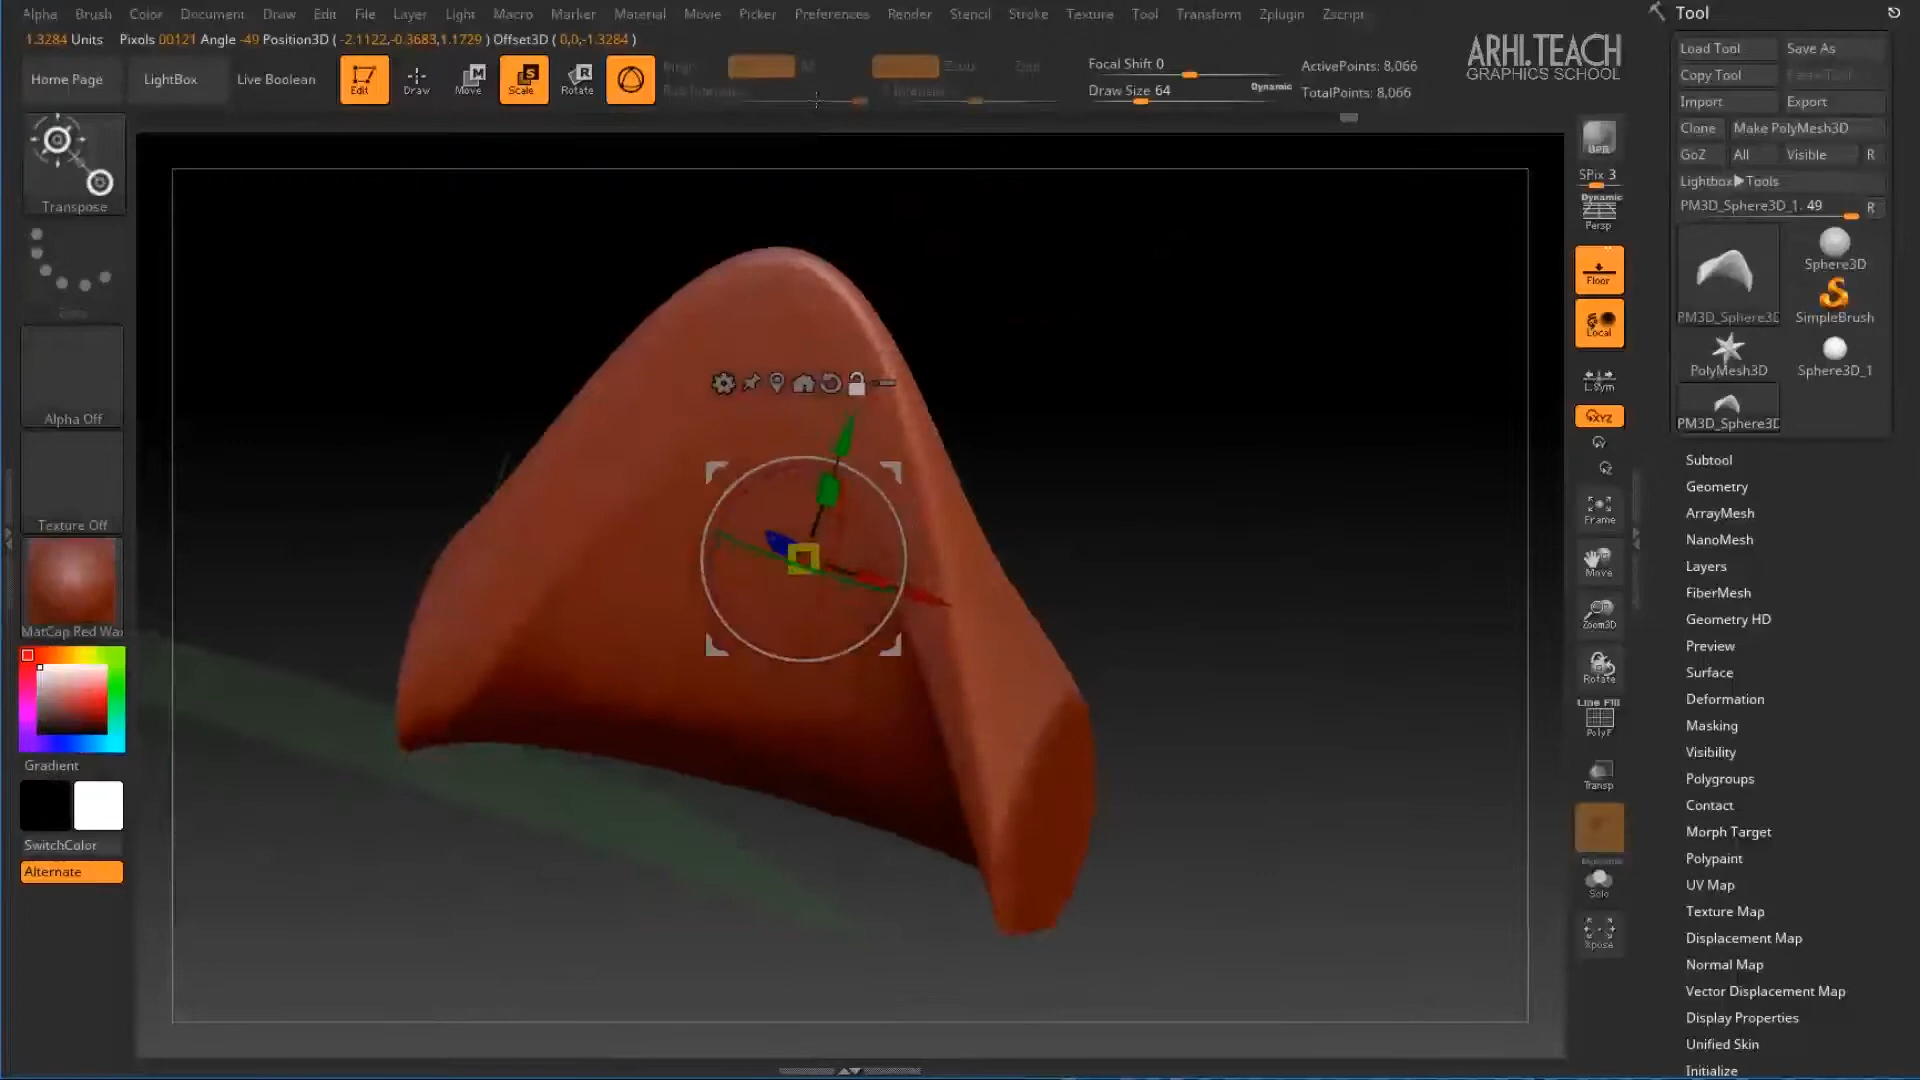 Alpha Brush Color Document Draw Edit File Layer Light Macro Marker Material Movie Picker Preferences Render Stencil Stroke Texture Tool Transform Zplugin Zscript
1.3284 Units Pixels 00121 Angle -49 Position3D ( -2.1122,-0.3683,1.1729 ) Offset3D ( 0,0,-1.3284 )
Home Page LightBox Live Boolean
Edit Draw Move Scale Rotate
M S R
Focal Shift 0
Draw Size 64 Dynamic
ActivePoints: 8,066
TotalPoints: 8,066
ARHI.TEACH
GRAPHICS SCHOOL
Transpose
Alpha Off
Texture Off
MatCap Red Wax
Gradient
SwitchColor
Alternate
BPR
SPix 3
Dynamic
Persp
Floor
Local
L.Sym
XYZ
Frame
Move
Zoom3D
Rotate
Line Fill
PolyF
Transp
Solo
Xpose
Tool
Load Tool Save As
Copy Tool Paste Tool
Import Export
Clone Make PolyMesh3D
GoZ All Visible R
Lightbox▶Tools
PM3D_Sphere3D_1. 49 R
PM3D_Sphere3D
Sphere3D
SimpleBrush
PolyMesh3D Sphere3D_1
PM3D_Sphere3D
Subtool
Geometry
ArrayMesh
NanoMesh
Layers
FiberMesh
Geometry HD
Preview
Surface
Deformation
Masking
Visibility
Polygroups
Contact
Morph Target
Polypaint
UV Map
Texture Map
Displacement Map
Normal Map
Vector Displacement Map
Display Properties
Unified Skin
Initialize